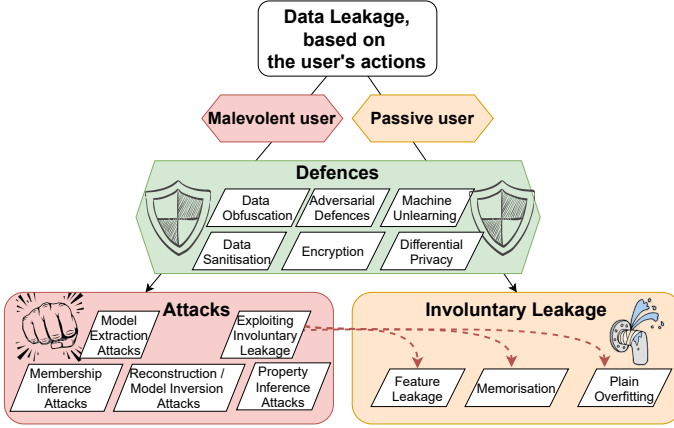 Data Leakage,
based on
the user's actions
Malevolent user
Passive user
Defences
Data
Obfuscation
Adversarial
Defences
Machine
Unlearning
Data
Sanitisation
Encryption
Differential
Privacy
Attacks
Model
Extraction
Attacks
Exploiting
Involuntary
Leakage
Membership
Inference
Attacks
Reconstruction /
Model Inversion
Attacks
Property
Inference
Attacks
Involuntary Leakage
Feature
Leakage
Memorisation
Plain
Overfitting